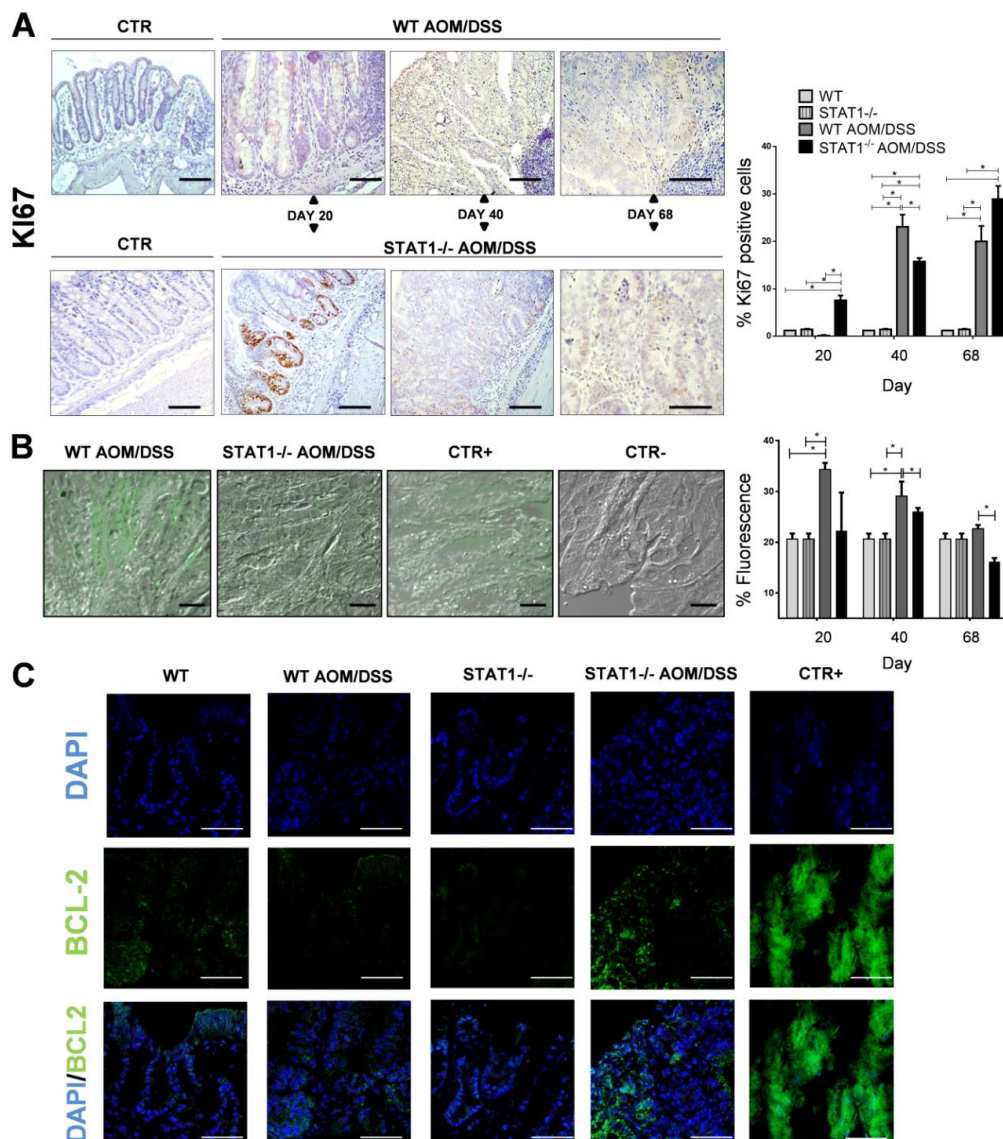 A
CTR
WT AOM/DSS
KI67
DAY 20
DAY 40
DAY 68
CTR
STAT1-/- AOM/DSS
WT
STAT1-/-
WT AOM/DSS
STAT1-/- AOM/DSS
% Ki67 positive cells
40
30
20
10
0
* * * * * * * * * * * *
20 40 68
Day
B
WT AOM/DSS
STAT1-/- AOM/DSS
CTR+
CTR-
% Fluorescence
40
30
20
10
* * * * * *
20 40 68
Day
C
WT
WT AOM/DSS
STAT1-/-
STAT1-/- AOM/DSS
CTR+
DAPI
BCL-2
DAPI/BCL2